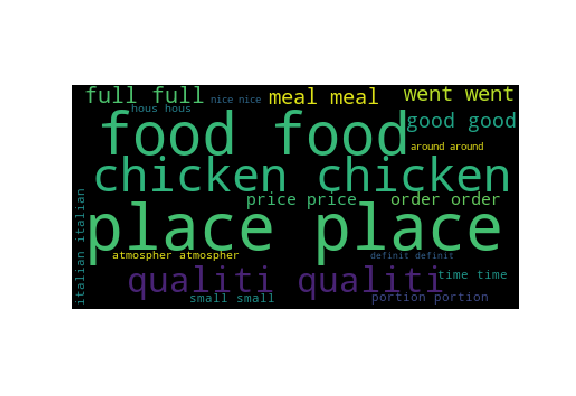 full full
nice nice
meal meal
went went
hous hous
food food
good good
around around
chicken chicken
price price
order order
place place
italian italian
atmospher atmospher
definit definit
qualiti qualiti
time time
small small
portion portion